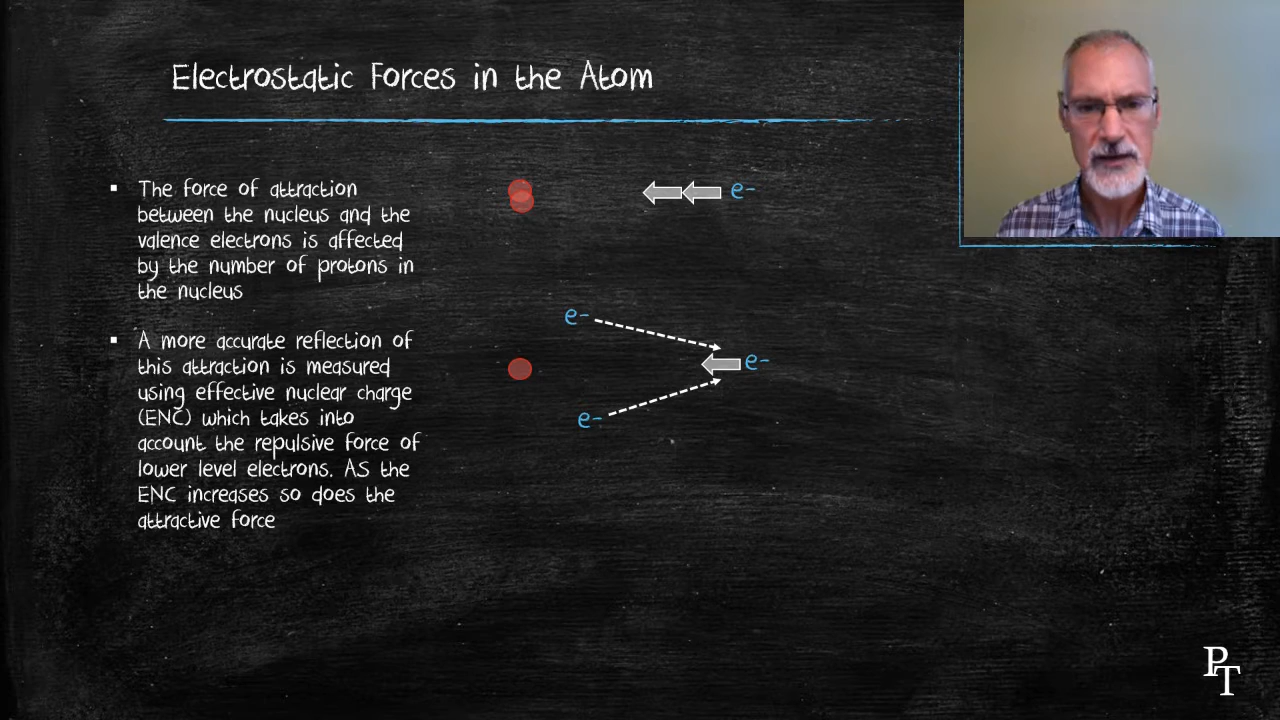 Electrostatic Forces in the Atom
▪ The force of attraction
between the nucleus and the
valence electrons is affected
by the number of protons in
the nucleus
▪ A more accurate reflection of
this attraction is measured
using effective nuclear charge
(ENC) which takes into
account the repulsive force of
lower level electrons. As the
ENC increases so does the
attractive force
e-
e-
e-
e-
PT